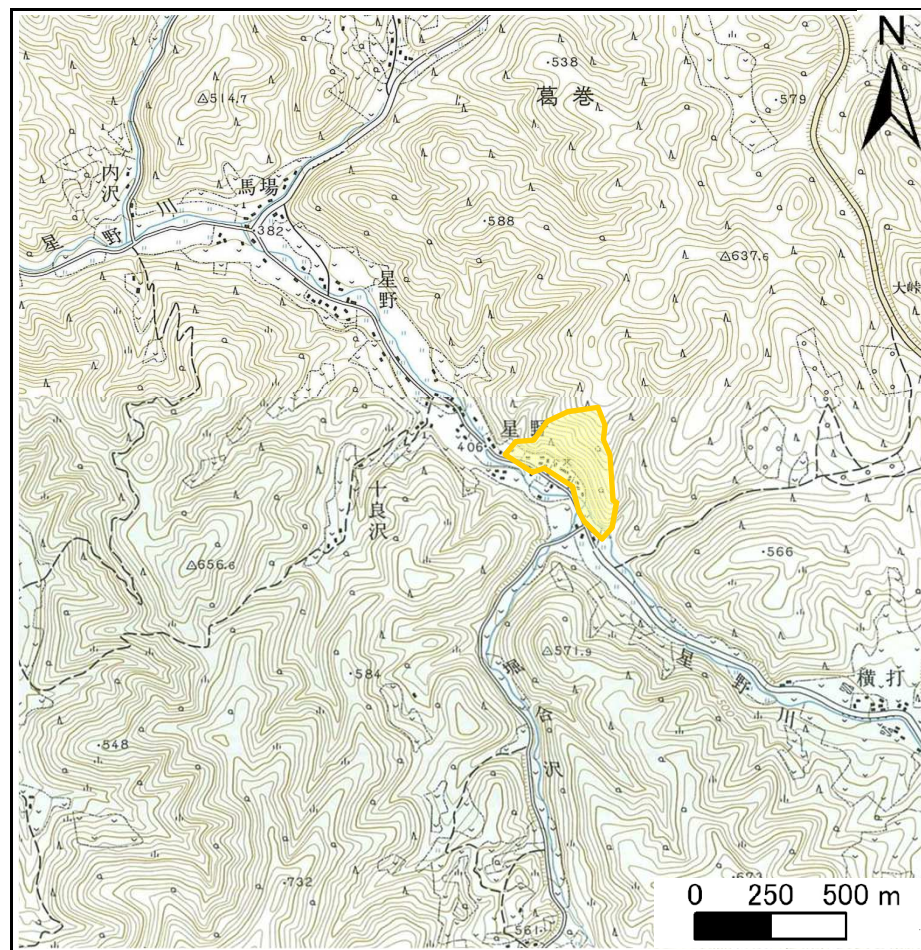 N
・538
△514.7
葛巻
・579
内沢
馬場
星野川
・382
・588
△637.6
星野
大峠
星野
406
十良沢
・566
△656.6
△571.9
・584
星野川
横打
・548
沢
・732
561
0 250 500 m